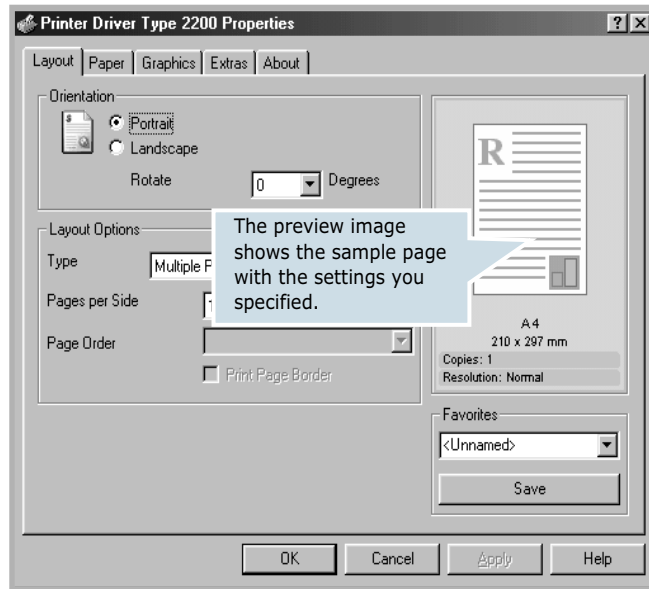 Printer Driver Type 2200 Properties
Layout Paper Graphics Extras About
Orientation
Portrait
Landscape
Rotate 0 Degrees
Layout Options
Type Multiple P
Pages per Side
Page Order
Print Page Border
The preview image
shows the sample page
with the settings you
specified.
R
A4
210 x 297 mm
Copies: 1
Resolution: Normal
Favorites
<Unnamed>
Save
OK Cancel Apply Help